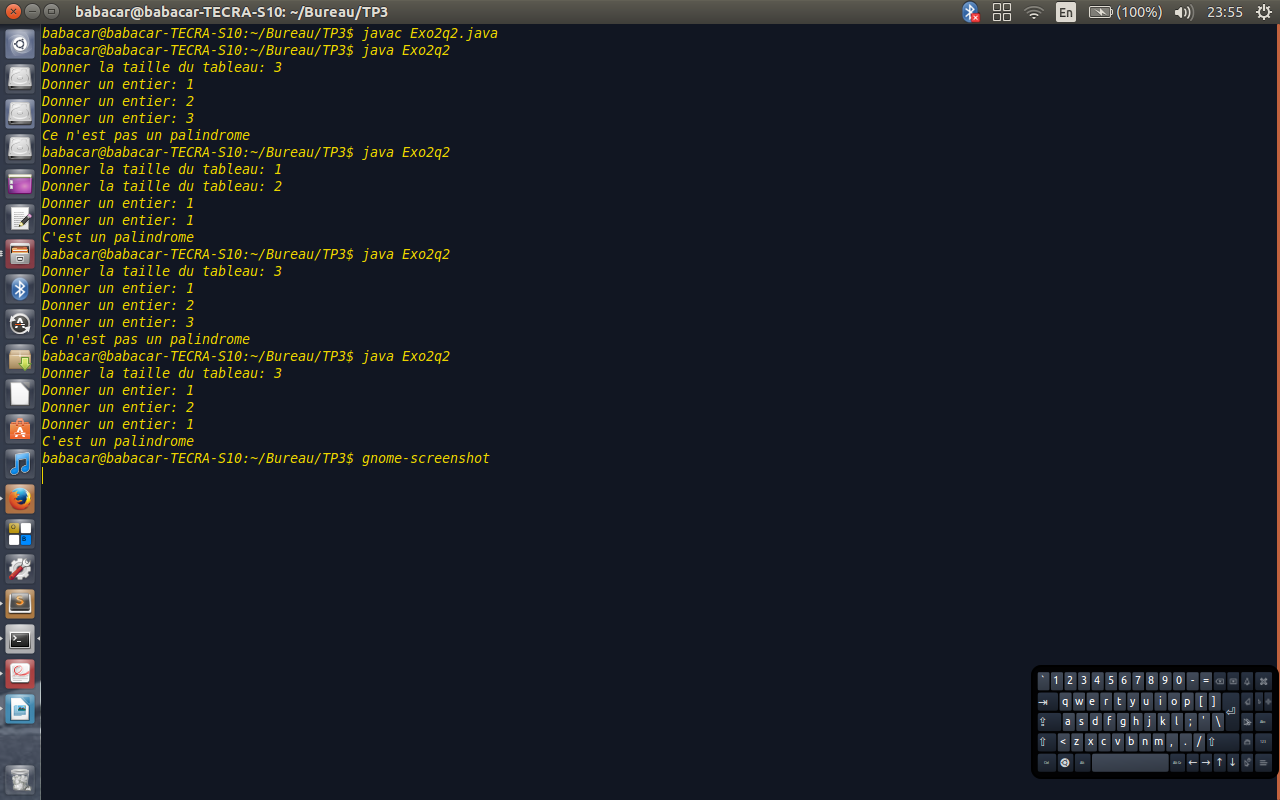 babacar@babacar-TECRA-S10: ~/Bureau/TP3
En (100%) 23:55
babacar@babacar-TECRA-S10:~/Bureau/TP3$ javac Exo2q2.java
babacar@babacar-TECRA-S10:~/Bureau/TP3$ java Exo2q2
Donner la taille du tableau: 3
Donner un entier: 1
Donner un entier: 2
Donner un entier: 3
Ce n'est pas un palindrome
babacar@babacar-TECRA-S10:~/Bureau/TP3$ java Exo2q2
Donner la taille du tableau: 1
Donner la taille du tableau: 2
Donner un entier: 1
Donner un entier: 1
C'est un palindrome
babacar@babacar-TECRA-S10:~/Bureau/TP3$ java Exo2q2
Donner la taille du tableau: 3
Donner un entier: 1
Donner un entier: 2
Donner un entier: 3
Ce n'est pas un palindrome
babacar@babacar-TECRA-S10:~/Bureau/TP3$ java Exo2q2
Donner la taille du tableau: 3
Donner un entier: 1
Donner un entier: 2
Donner un entier: 1
C'est un palindrome
babacar@babacar-TECRA-S10:~/Bureau/TP3$ gnome-screenshot
` 1 2 3 4 5 6 7 8 9 0 - =
q w e r t y u i o p [ ]
a s d f g h j k l ; ' \
< z x c v b n m , . /